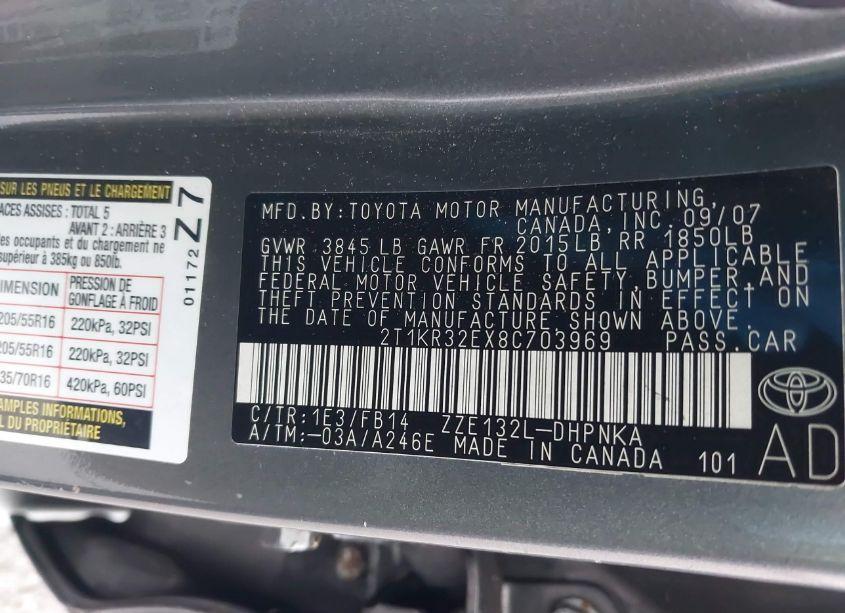 SUR LES PNEUS ET LE CHARGEMENT
ACES ASSISES : TOTAL 5
AVANT 2 : ARRIÈRE 3
des occupants et du chargement ne
supérieur à 385kg ou 850lb.
DIMENSION PRESSION DE GONFLAGE À FROID
205/55R16 220kPa, 32PSI
205/55R16 220kPa, 32PSI
35/70R16 420kPa, 60PSI
AMPLES INFORMATIONS,
L DU PROPRIÉTAIRE
01172 Z 7
MFD.BY:TOYOTA MOTOR MANUFACTURING,
CANADA,INC.09/07
GVWR 3845LB GAWR FR 2015LB RR 1850LB
THIS VEHICLE CONFORMS TO ALL APPLICABLE
FEDERAL MOTOR VEHICLE SAFETY,BUMPER,AND
THEFT PREVENTION STANDARDS IN EFFECT ON
THE DATE OF MANUFACTURE SHOWN ABOVE.
2T1KR32EX8C703969 PASS.CAR
C/TR:1E3/FB14 ZZE132L-DHPNKA
A/TM:-03A/A246E MADE IN CANADA 101
AD